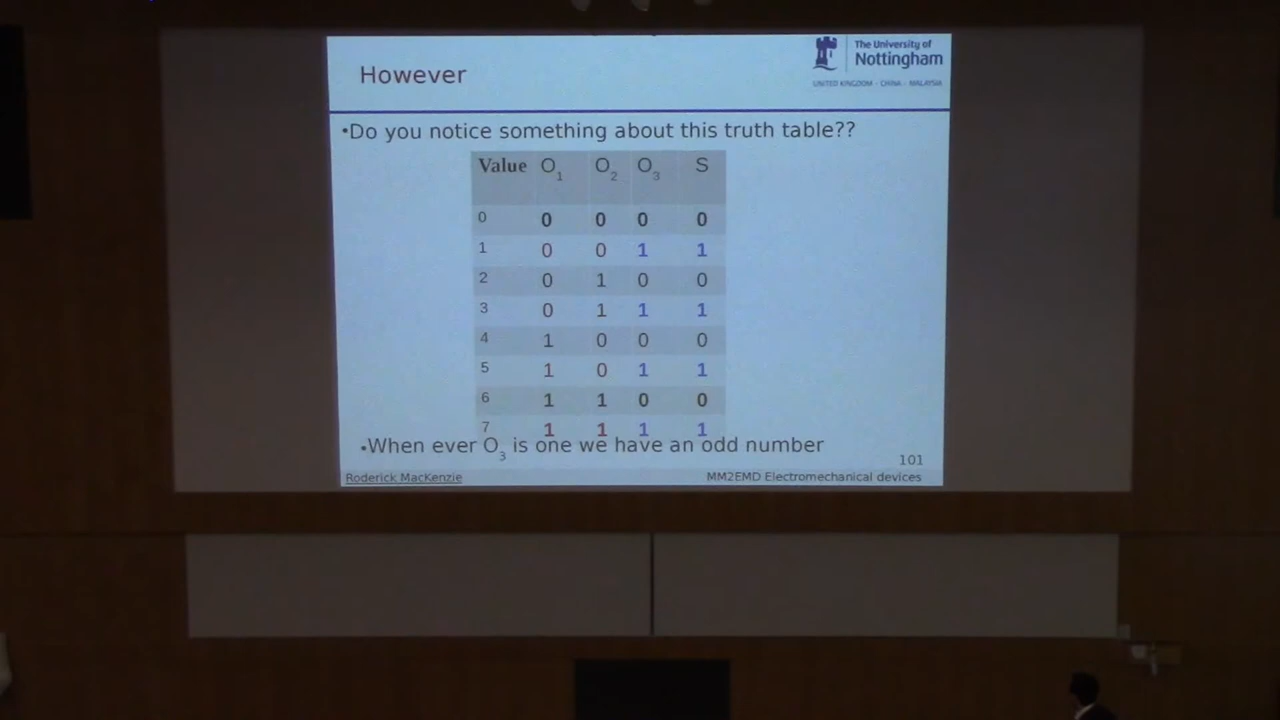 However
The University of
Nottingham
UNITED KINGDOM · CHINA · MALAYSIA
•Do you notice something about this truth table??
Value O1 O2 O3 S
0 0 0 0 0
1 0 0 1 1
2 0 1 0 0
3 0 1 1 1
4 1 0 0 0
5 1 0 1 1
6 1 1 0 0
7 1 1 1 1
•When ever O3 is one we have an odd number
101
Roderick MacKenzie
MM2EMD Electromechanical devices